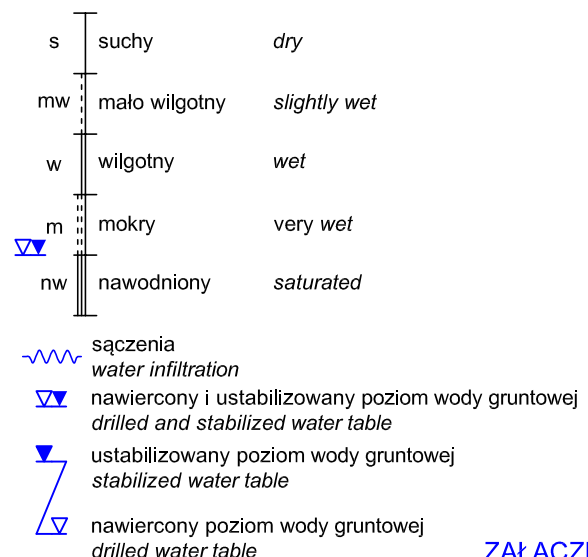 s suchy dry
mw mało wilgotny slightly wet
w wilgotny wet
m mokry very wet
nw nawodniony saturated
sączenia
water infiltration
nawiercony i ustabilizowany poziom wody gruntowej
drilled and stabilized water table
ustabilizowany poziom wody gruntowej
stabilized water table
nawiercony poziom wody gruntowej
drilled water table